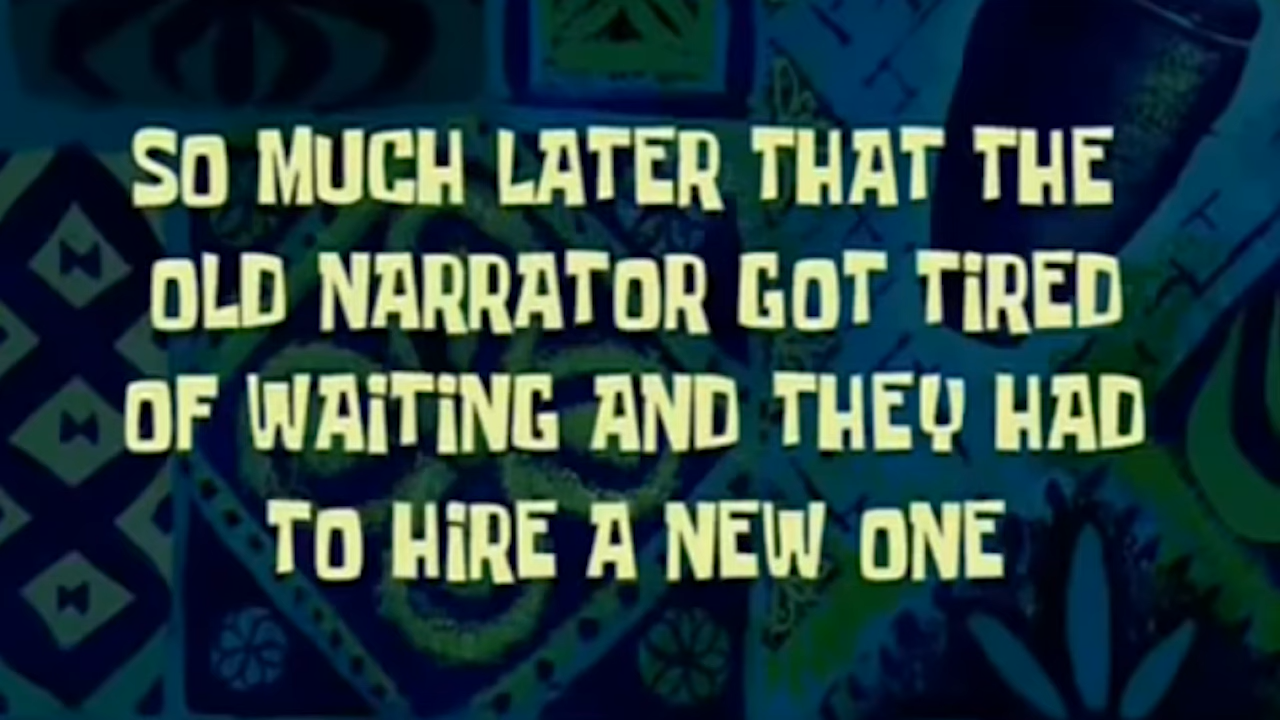 SO MUCH LATER THAT THE
OLD NARRATOR GOT TiRED
OF WAiTiNG AND THEY HAD
TO HiRE A NEW ONE